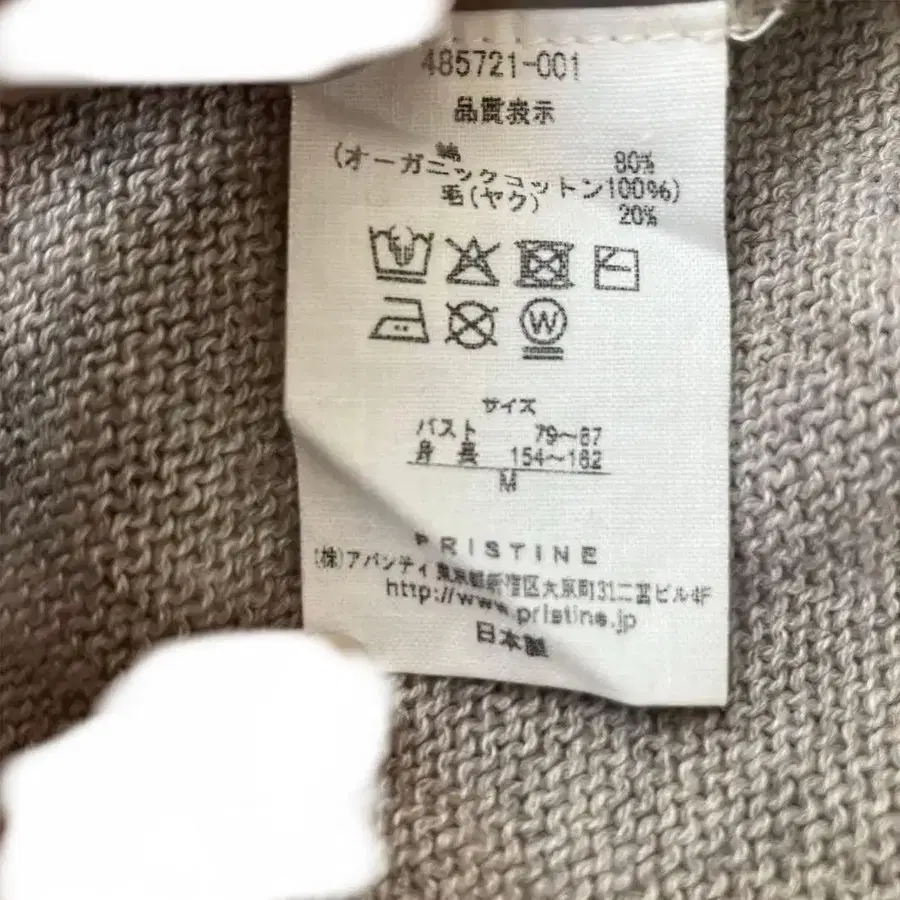 485721-001
品質表示
綿 80%
(オーガニックコットン100%)
毛(ヤク) 20%
W
サイズ
バスト 79〜87
身長 154〜162
M
PRISTINE
(株)アバンティ 東京都新宿区大京町31二宮ビル4F
http://www.pristine.jp
日本製